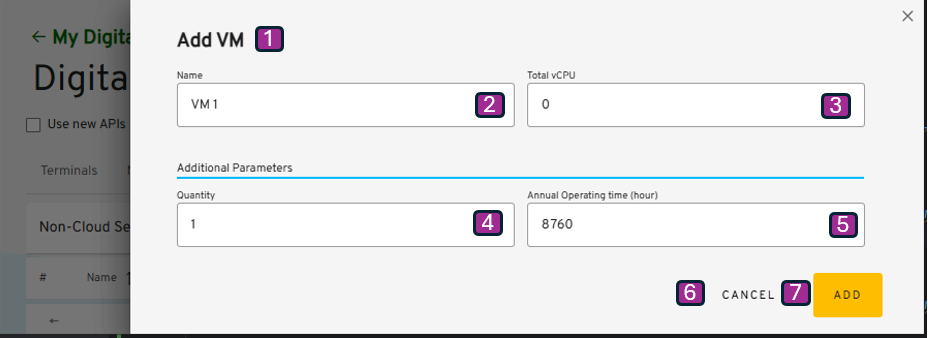 ← My Digita
Digita
Use new APIs
Terminals
Non-Cloud Se
# Name 1
←
Add VM 1
Name
VM 1 2
Total vCPU
0 3
Additional Parameters
Quantity
1 4
Annual Operating time (hour)
8760 5
6 CANCEL 7 ADD